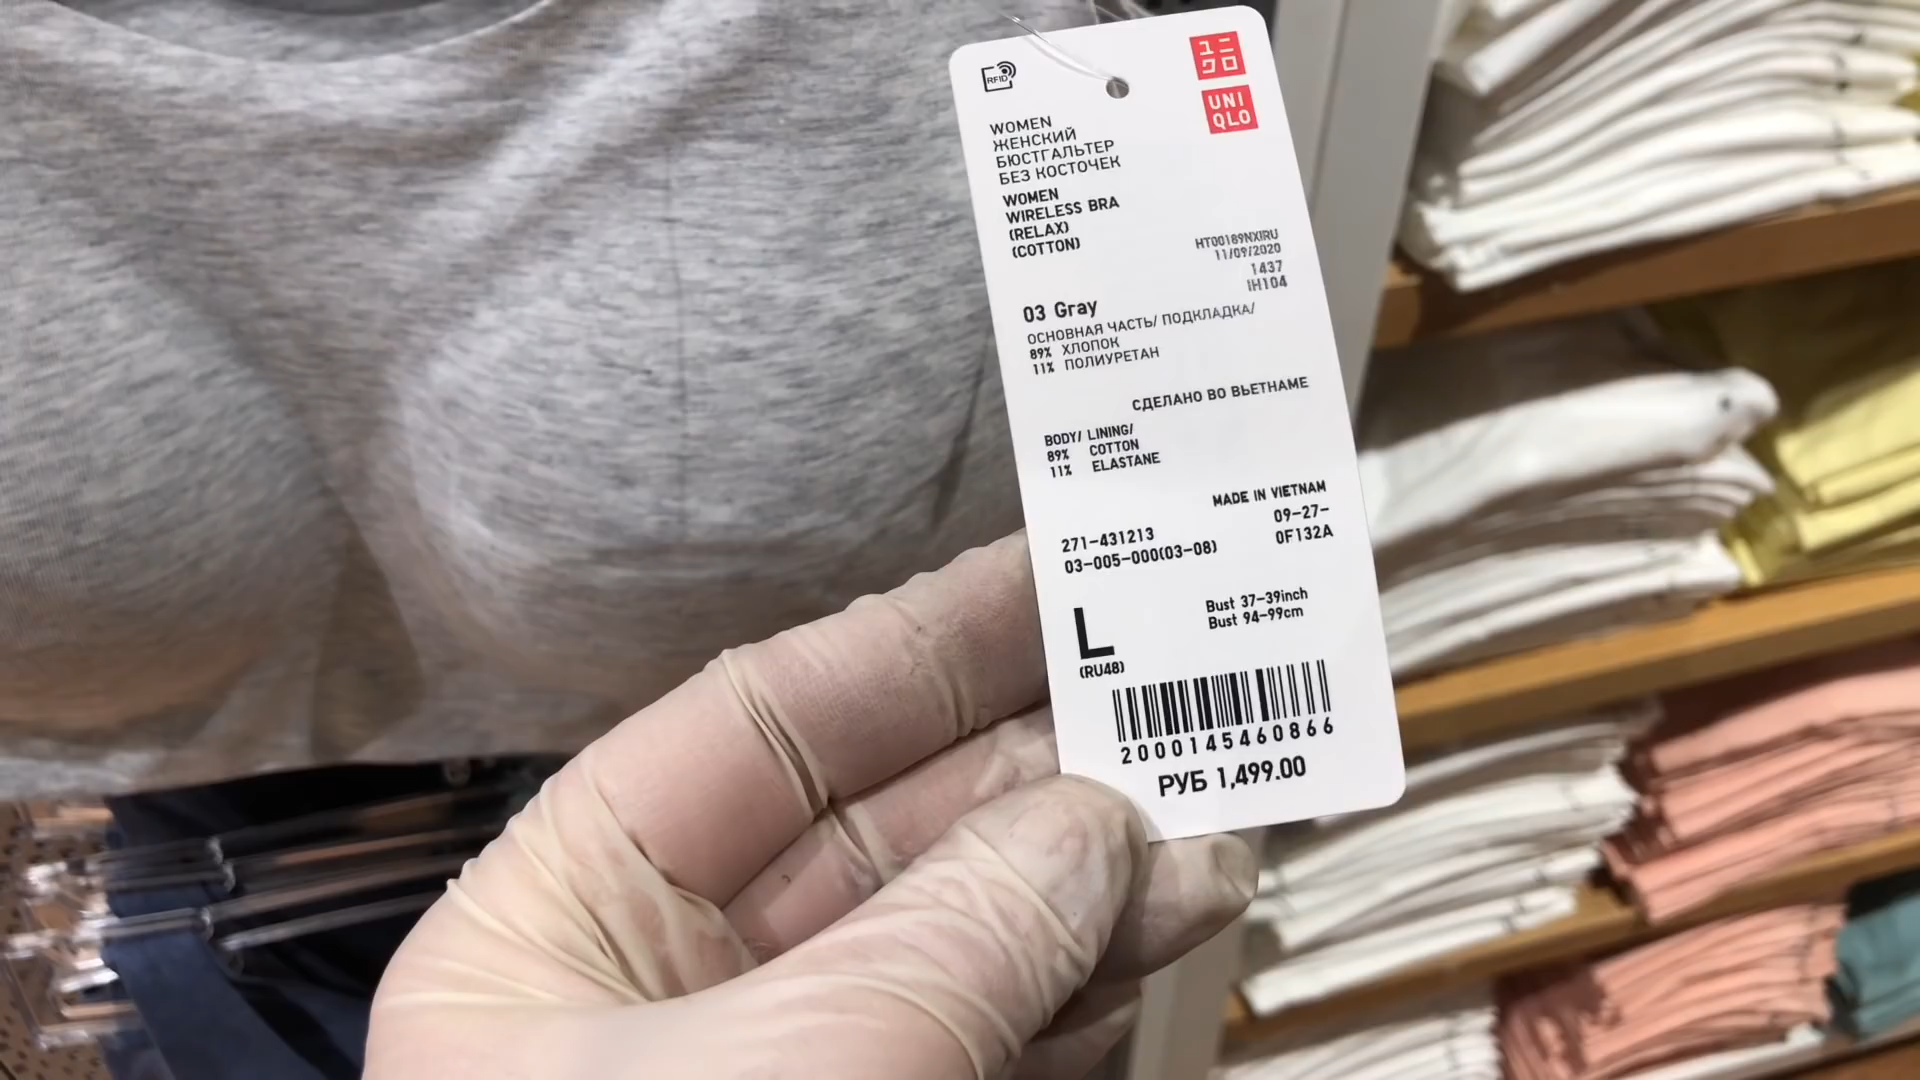 RFID
ユニ
クロ
UNI
QLO
WOMEN
ЖЕНСКИЙ
БЮСТГАЛЬТЕР
БЕЗ КОСТОЧЕК
WOMEN
WIRELESS BRA
(RELAX)
(COTTON)
HT00189NXIRU
11/09/2020
1437
IH104
03 Gray
ОСНОВНАЯ ЧАСТЬ/ ПОДКЛАДКА/
89% ХЛОПОК
11% ПОЛИУРЕТАН
СДЕЛАНО ВО ВЬЕТНАМЕ
BODY/ LINING/
89% COTTON
11% ELASTANE
MADE IN VIETNAM
271-431213 09-27-
03-005-000(03-08) 0F132A
L
(RU48)
Bust 37-39inch
Bust 94-99cm
2000145460866
РУБ 1,499.00